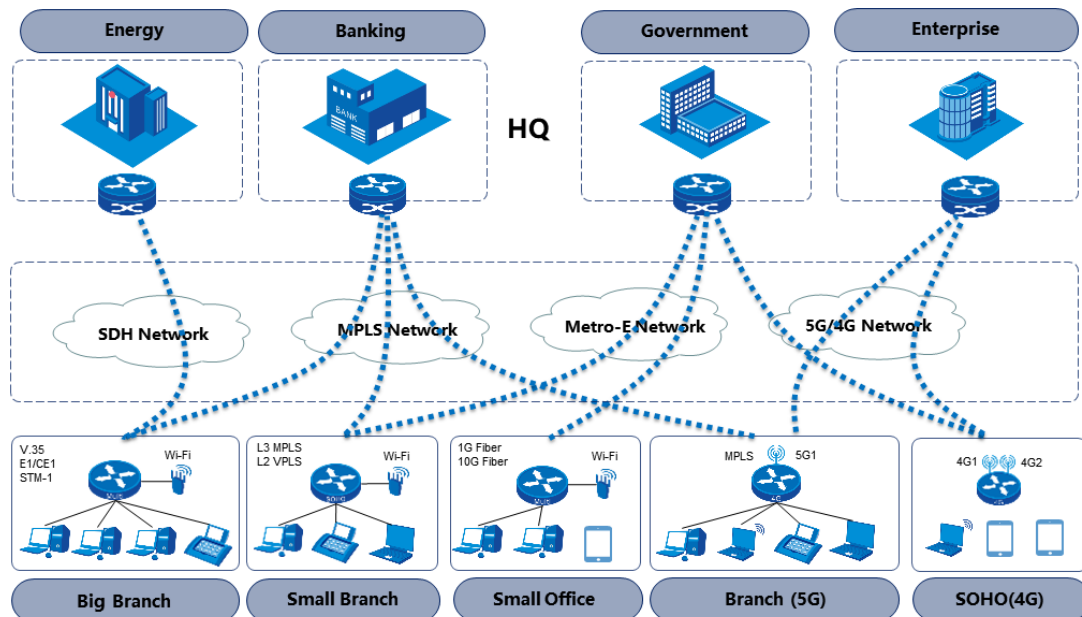 Energy
Banking
Government
Enterprise
BANK
HQ
SDH Network
MPLS Network
Metro-E Network
5G/4G Network
V.35
E1/CE1
STM-1
Wi-Fi
L3 MPLS
L2 VPLS
Wi-Fi
1G Fiber
10G Fiber
Wi-Fi
MPLS
5G1
4G1
4G2
4G
Big Branch
Small Branch
Small Office
Branch (5G)
SOHO(4G)